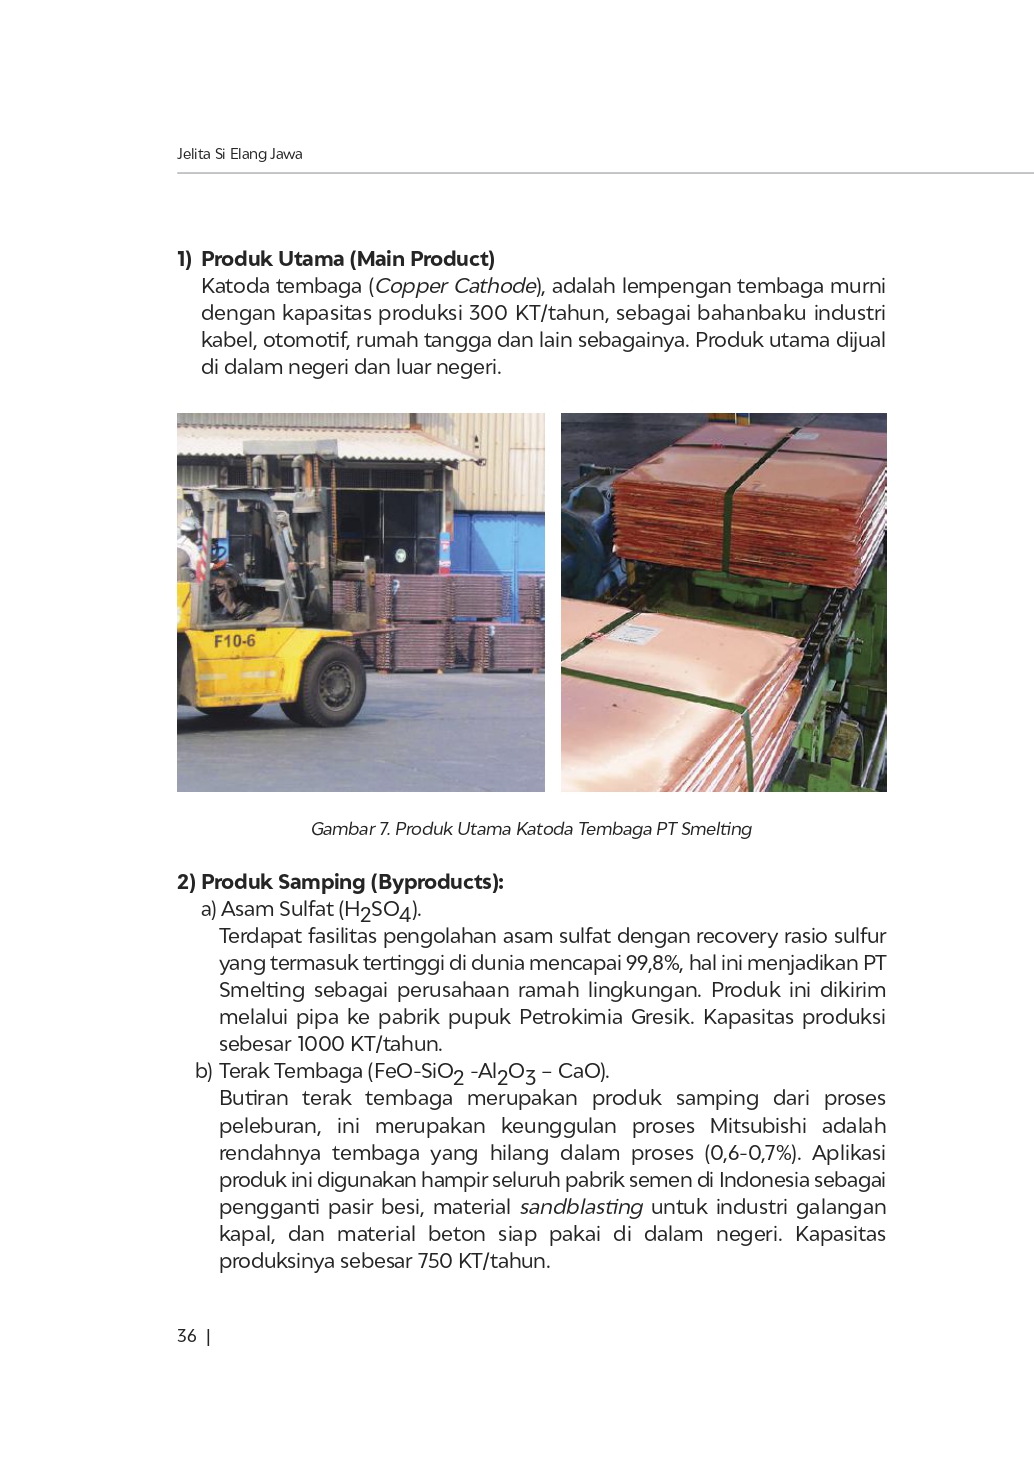 Jelita Si Elang Jawa
1) Produk Utama (Main Product)
Katoda tembaga (Copper Cathode), adalah lempengan tembaga murni
dengan kapasitas produksi 300 KT/tahun, sebagai bahanbaku industri
kabel, otomotif, rumah tangga dan lain sebagainya. Produk utama dijual
di dalam negeri dan luar negeri.
F10-6
Gambar 7. Produk Utama Katoda Tembaga PT Smelting
2) Produk Samping (Byproducts):
a) Asam Sulfat (H2SO4).
Terdapat fasilitas pengolahan asam sulfat dengan recovery rasio sulfur
yang termasuk tertinggi di dunia mencapai 99,8%, hal ini menjadikan PT
Smelting sebagai perusahaan ramah lingkungan. Produk ini dikirim
melalui pipa ke pabrik pupuk Petrokimia Gresik. Kapasitas produksi
sebesar 1000 KT/tahun.
b) Terak Tembaga (FeO-SiO2 -Al2O3 – CaO).
Butiran terak tembaga merupakan produk samping dari proses
peleburan, ini merupakan keunggulan proses Mitsubishi adalah
rendahnya tembaga yang hilang dalam proses (0,6-0,7%). Aplikasi
produk ini digunakan hampir seluruh pabrik semen di Indonesia sebagai
pengganti pasir besi, material sandblasting untuk industri galangan
kapal, dan material beton siap pakai di dalam negeri. Kapasitas
produksinya sebesar 750 KT/tahun.
36 |